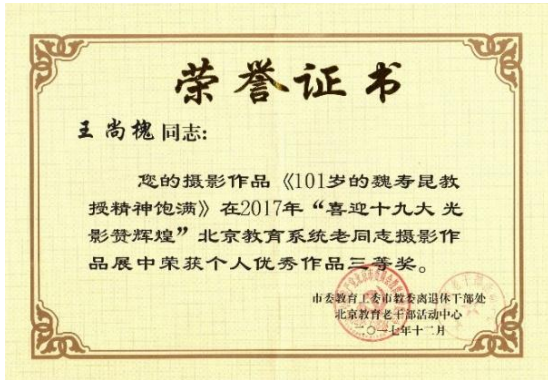 荣誉证书
王尚槐同志:
您的摄影作品《101岁的魏寿昆教
授精神饱满》在2017年“喜迎十九大 光
影赞辉煌”北京教育系统老同志摄影作
品展中荣获个人优秀作品三等奖。
市委教育工委市教委离退休干部处
北京教育老干部活动中心
二〇一七年十二月